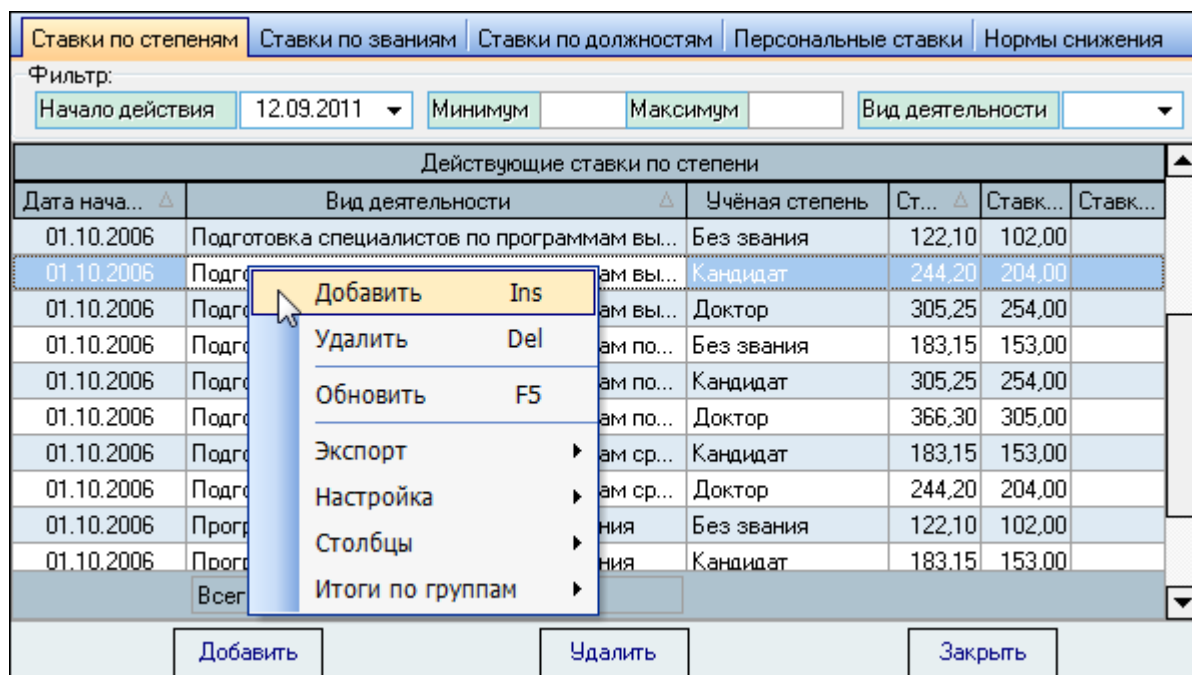 Ставки по степеням Ставки по званиям Ставки по должностям Персональные ставки Нормы снижения
Фильтр:
Начало действия 12.09.2011 Минимум Максимум Вид деятельности
Действующие ставки по степени
Дата нача... Вид деятельности Учёная степень Ст... Ставк... Ставк...
01.10.2006 Подготовка специалистов по программам вы... Без звания 122,10 102,00
01.10.2006 Подго ам вы... Кандидат 244,20 204,00
01.10.2006 Подго ам вы... Доктор 305,25 254,00
01.10.2006 Подго ам по... Без звания 183,15 153,00
01.10.2006 Подго ам по... Кандидат 305,25 254,00
01.10.2006 Подго ам по... Доктор 366,30 305,00
01.10.2006 Подго ам ср... Кандидат 183,15 153,00
01.10.2006 Подго ам ср... Доктор 244,20 204,00
01.10.2006 Прогр ния Без звания 122,10 102,00
01.10.2006 Прогр ния Кандидат 183,15 153,00
Всег
Добавить Ins
Удалить Del
Обновить F5
Экспорт
Настройка
Столбцы
Итоги по группам
Добавить Удалить Закрыть